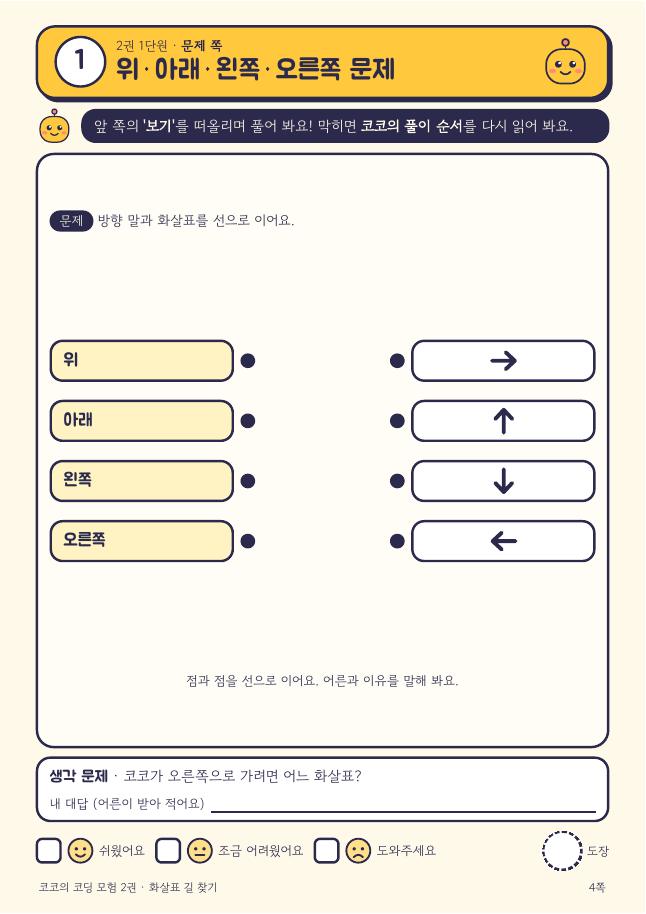 1
2권 1단원 · 문제 쪽
위·아래·왼쪽·오른쪽 문제
앞 쪽의 '보기'를 떠올리며 풀어 봐요! 막히면 코코의 풀이 순서를 다시 읽어 봐요.
문제 방향 말과 화살표를 선으로 이어요.
위 →
아래 ↑
왼쪽 ↓
오른쪽 ←
점과 점을 선으로 이어요. 어른과 이유를 말해 봐요.
생각 문제 · 코코가 오른쪽으로 가려면 어느 화살표?
내 대답 (어른이 받아 적어요)
쉬웠어요 조금 어려웠어요 도와주세요 도장
코코의 코딩 모험 2권 · 화살표 길 찾기 4쪽